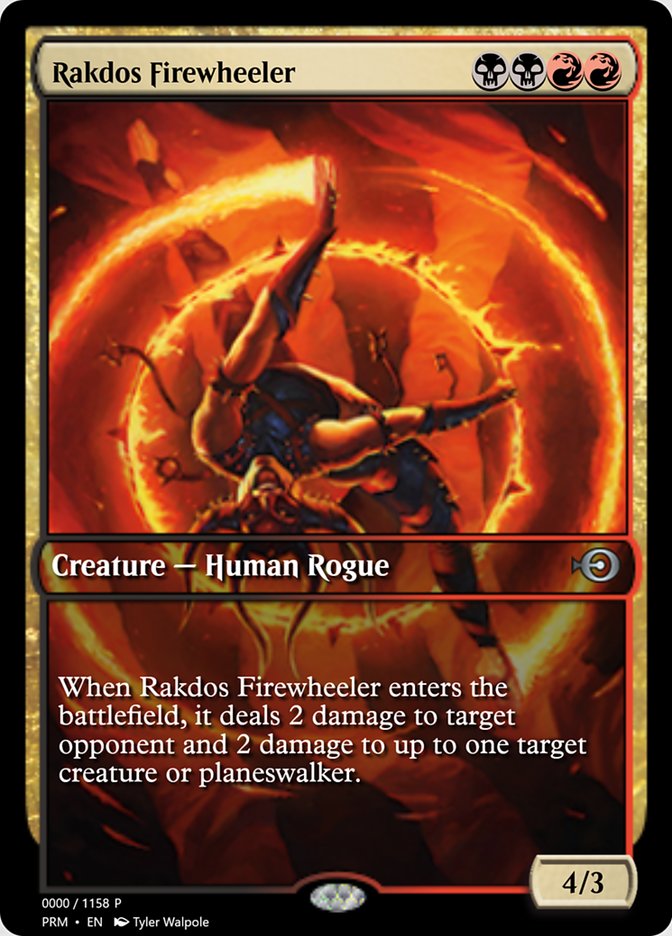 Rakdos Firewheeler
Creature — Human Rogue
When Rakdos Firewheeler enters the
battlefield, it deals 2 damage to target
opponent and 2 damage to up to one target
creature or planeswalker.
4/3
0000 / 1158 P
PRM • EN Tyler Walpole